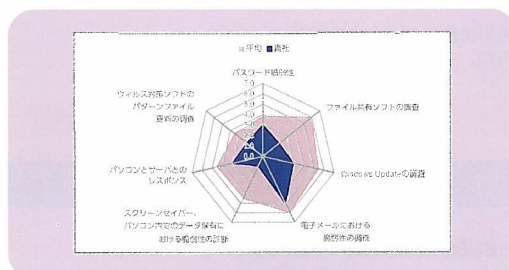 平均 貴社
パスワード脆弱性
ファイル共有ソフトの調査
Windows Updateの調査
電子メールにおける
脆弱性の調査
スクリーンセイバー、
パソコン内でのデータ保有に
おける脆弱性の診断
パソコンとサーバとの
レスポンス
ウィルス対策ソフトの
パターンファイル
更新の調査
7.0
6.0
5.0
4.0
3.0
2.0
1.0
0.0